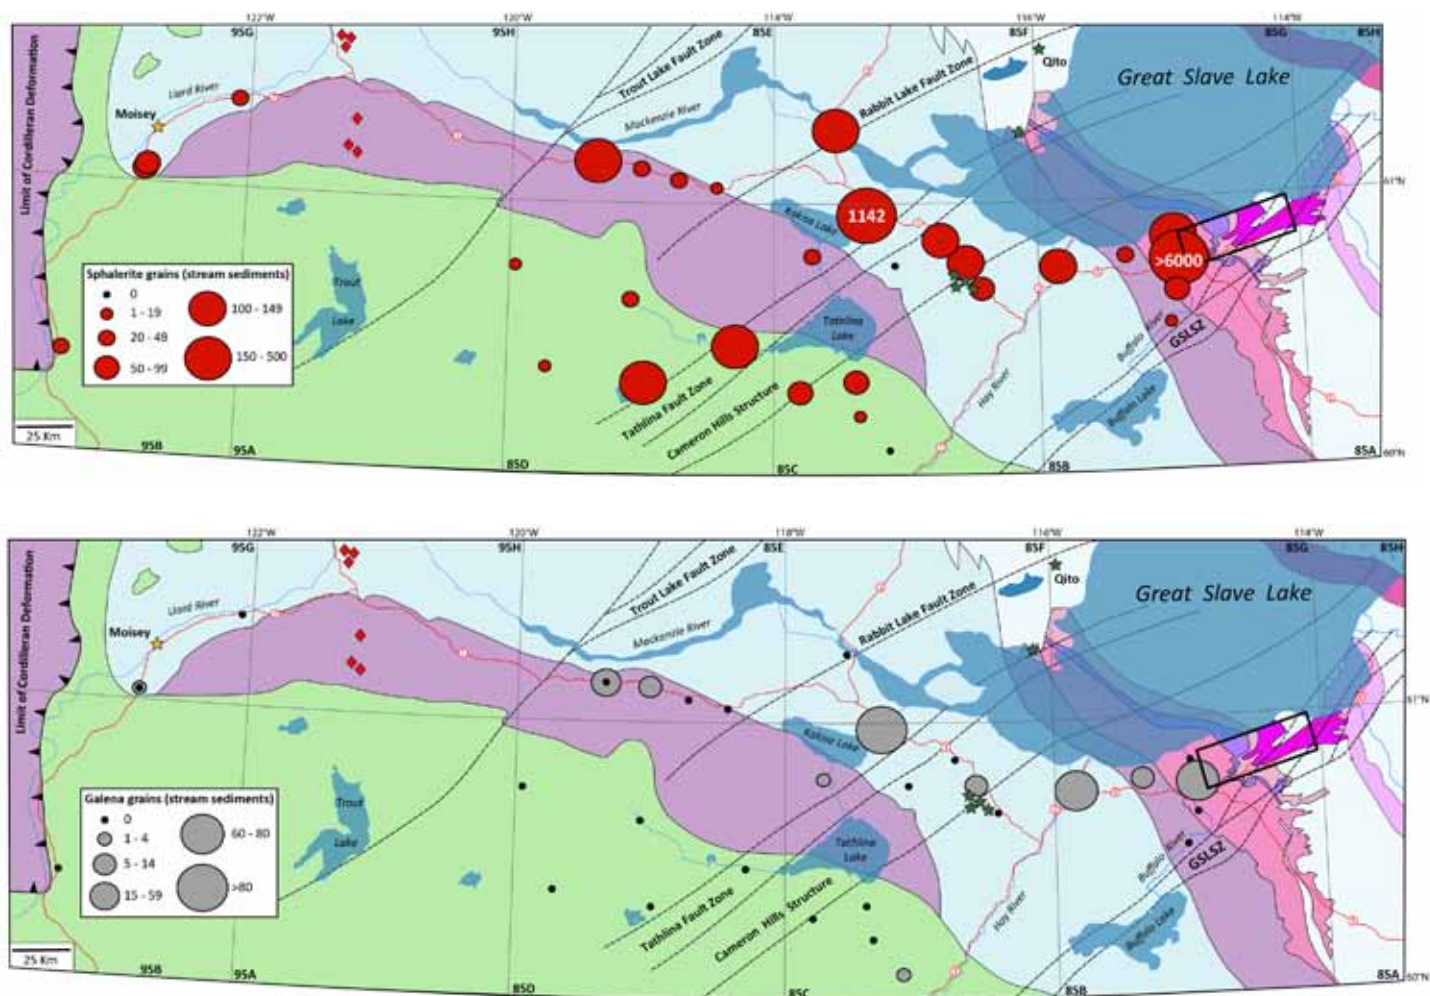 122°W 120°W 118°W 116°W 114°W
95G 95H 85E 85F 85G 85H
Limit of Cordilleran Deformation
Trout Lake Fault Zone
Rabbit Lake Fault Zone
Qito
Great Slave Lake
Liard River
Mackenzie River
Moisey
61°N
Kakisa Lake
1142
>6000
Sphalerite grains (stream sediments)
0
1 - 19
20 - 49
50 - 99
100 - 149
150 - 500
Trout
Lake
Tathlina
Lake
Buffalo River
GSLSZ
Hay River
Buffalo Lake
Tathlina Fault Zone
Cameron Hills Structure
25 Km
95B 95A 85D 85C 85B 85A 60°N
122°W 120°W 118°W 116°W 114°W
95G 95H 85E 85F 85G 85H
Limit of Cordilleran Deformation
Trout Lake Fault Zone
Rabbit Lake Fault Zone
Qito
Great Slave Lake
Liard River
Mackenzie River
Moisey
61°N
Kakisa Lake
Galena grains (stream sediments)
0
1 - 4
5 - 14
15 - 59
60 - 80
>80
Trout
Lake
Tathlina
Lake
Buffalo River
GSLSZ
Hay River
Buffalo Lake
Tathlina Fault Zone
Cameron Hills Structure
25 Km
95B 95A 85D 85C 85B 85A 60°N